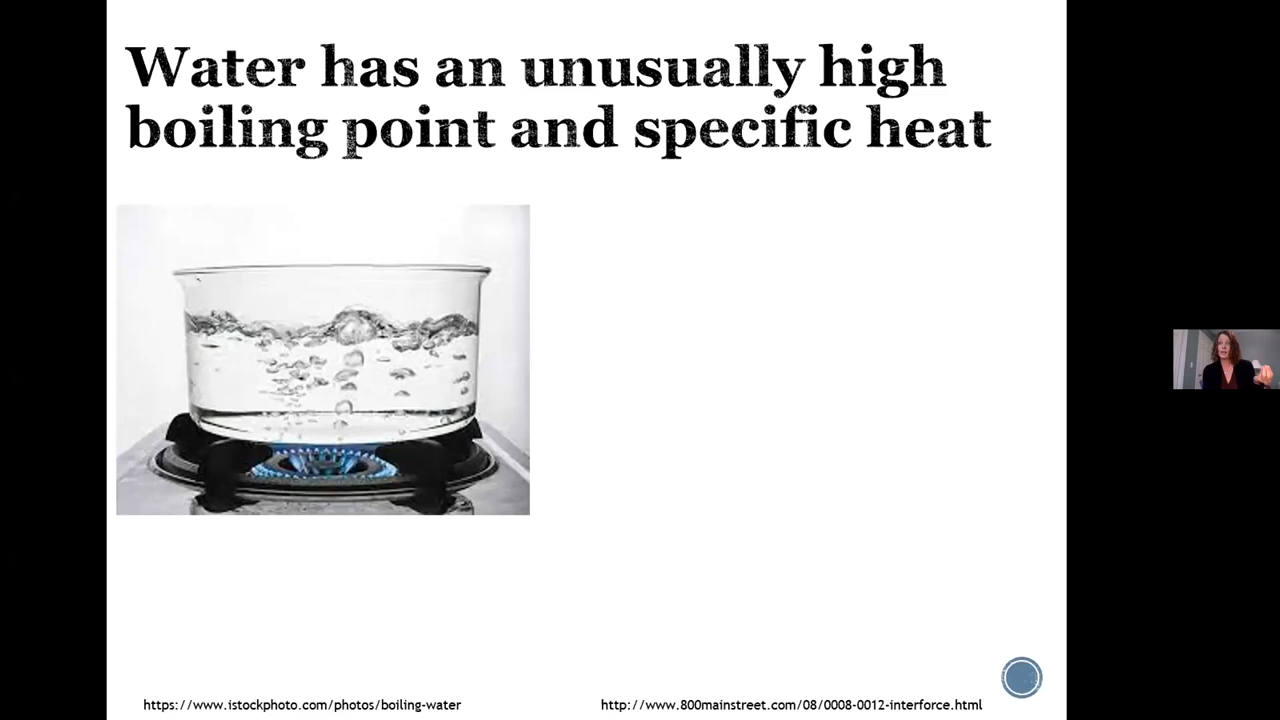 Water has an unusually high
boiling point and specific heat
https://www.istockphoto.com/photos/boiling-water
http://www.800mainstreet.com/08/0008-0012-interforce.html